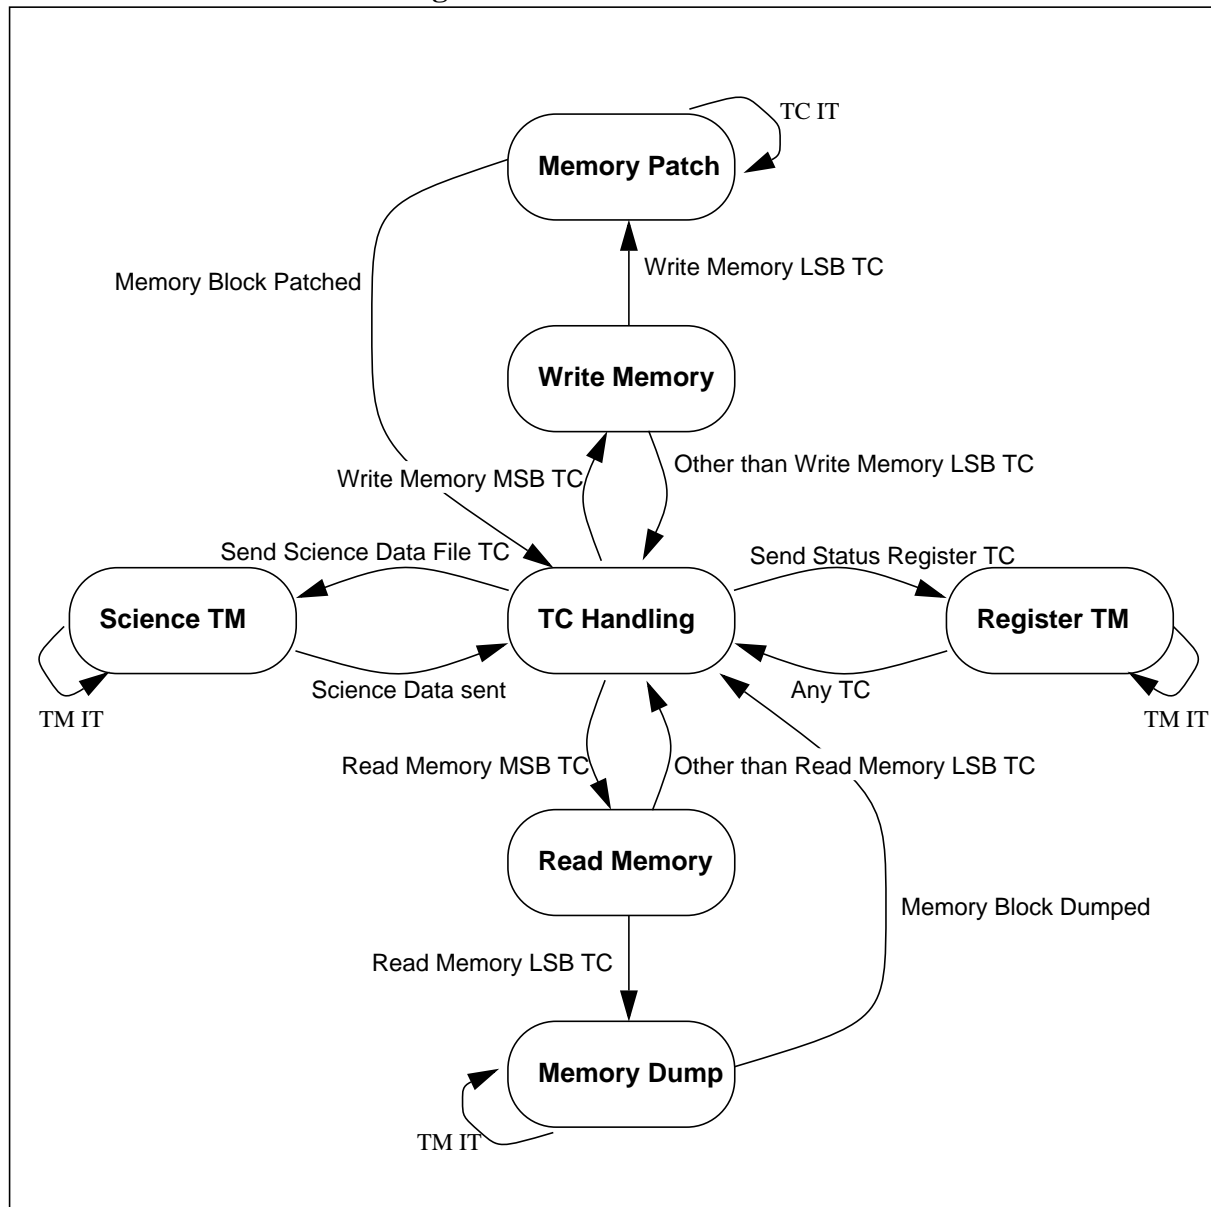 TC IT
Memory Patch
Write Memory LSB TC
Memory Block Patched
Write Memory
Other than Write Memory LSB TC
Write Memory MSB TC
Send Science Data File TC
Send Status Register TC
Science TM
TC Handling
Register TM
Science Data sent
Any TC
TM IT
TM IT
Read Memory MSB TC
Other than Read Memory LSB TC
Read Memory
Memory Block Dumped
Read Memory LSB TC
Memory Dump
TM IT